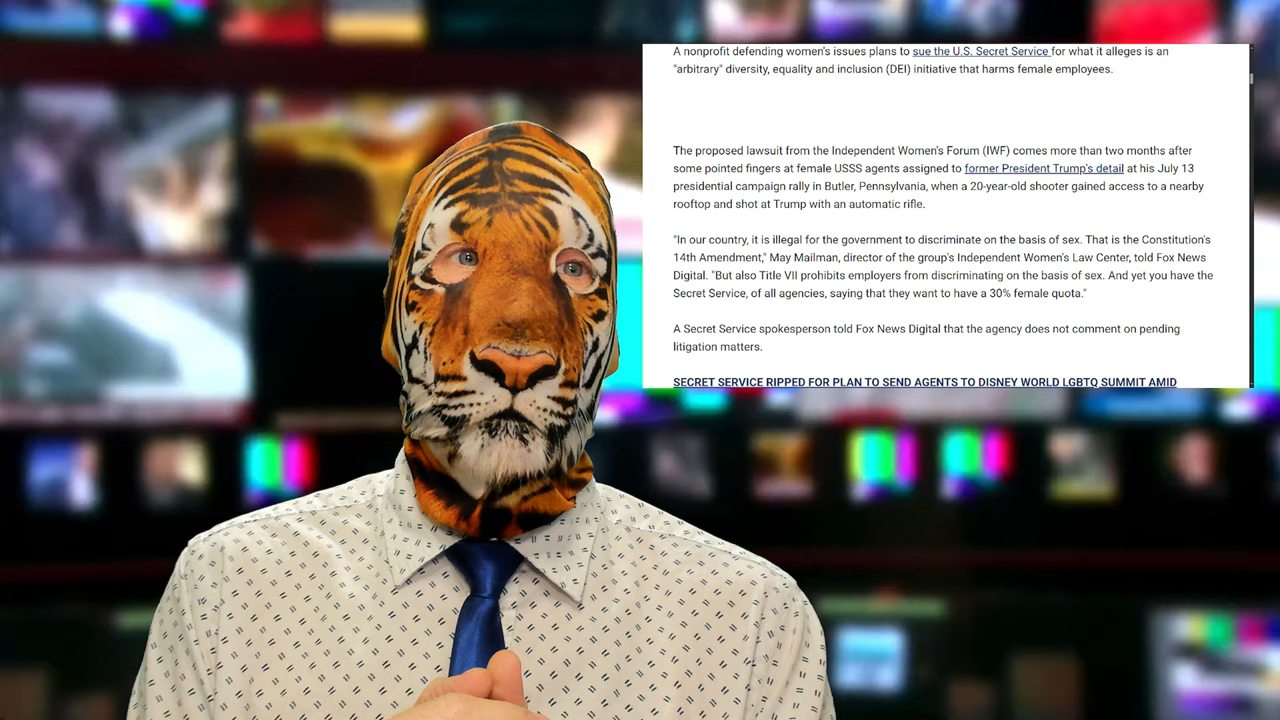 A nonprofit defending women's issues plans to sue the U.S. Secret Service for what it alleges is an
"arbitrary" diversity, equality and inclusion (DEI) initiative that harms female employees.
The proposed lawsuit from the Independent Women's Forum (IWF) comes more than two months after
some pointed fingers at female USSS agents assigned to former President Trump's detail at his July 13
presidential campaign rally in Butler, Pennsylvania, when a 20-year-old shooter gained access to a nearby
rooftop and shot at Trump with an automatic rifle.
"In our country, it is illegal for the government to discriminate on the basis of sex. That is the Constitution's
14th Amendment," May Mailman, director of the group's Independent Women's Law Center, told Fox News
Digital. "But also Title VII prohibits employers from discriminating on the basis of sex. And yet you have the
Secret Service, of all agencies, saying that they want to have a 30% female quota."
A Secret Service spokesperson told Fox News Digital that the agency does not comment on pending
litigation matters.
SECRET SERVICE RIPPED FOR PLAN TO SEND AGENTS TO DISNEY WORLD LGBTQ SUMMIT AMID